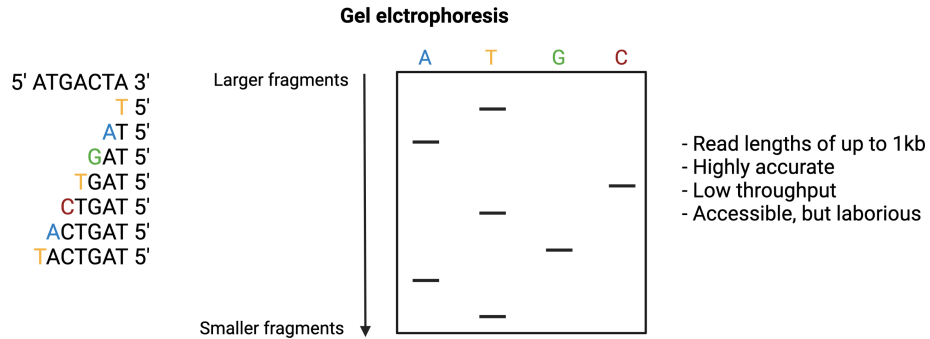 Gel elctrophoresis
A T G C
Larger fragments
5' ATGACTA 3'
T 5'
AT 5'
GAT 5'
TGAT 5'
CTGAT 5'
ACTGAT 5'
TACTGAT 5'
Smaller fragments
- Read lengths of up to 1kb
- Highly accurate
- Low throughput
- Accessible, but laborious